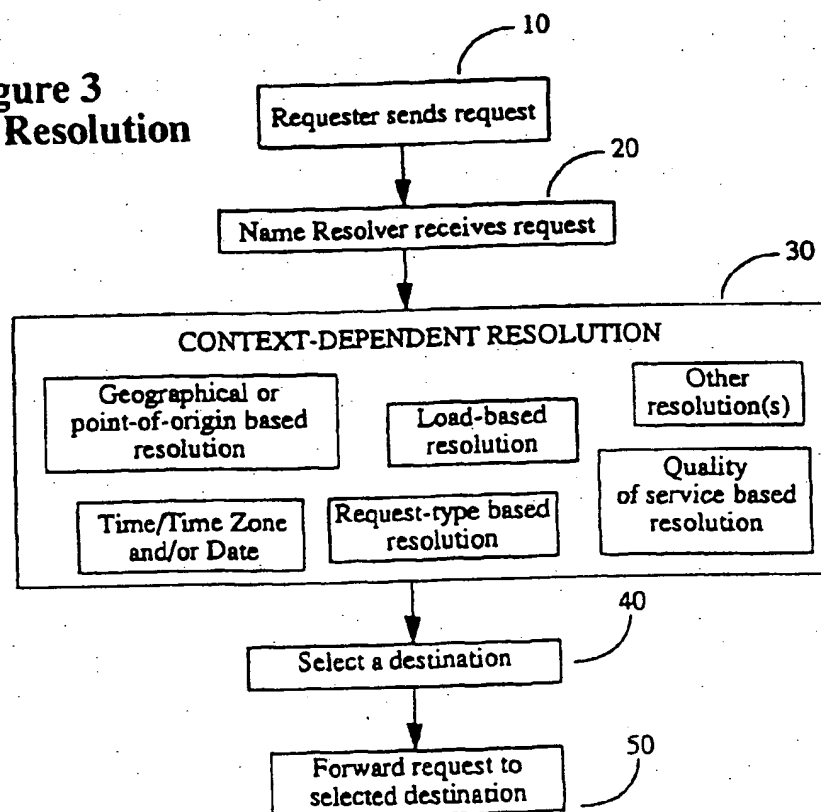 10
gure 3
Resolution
Requester sends request
20
Name Resolver receives request
30
CONTEXT-DEPENDENT RESOLUTION
Geographical or
point-of-origin based
resolution
Load-based
resolution
Other
resolution(s)
Time/Time Zone
and/or Date
Request-type based
resolution
Quality
of service based
resolution
40
Select a destination
50
Forward request to
selected destination